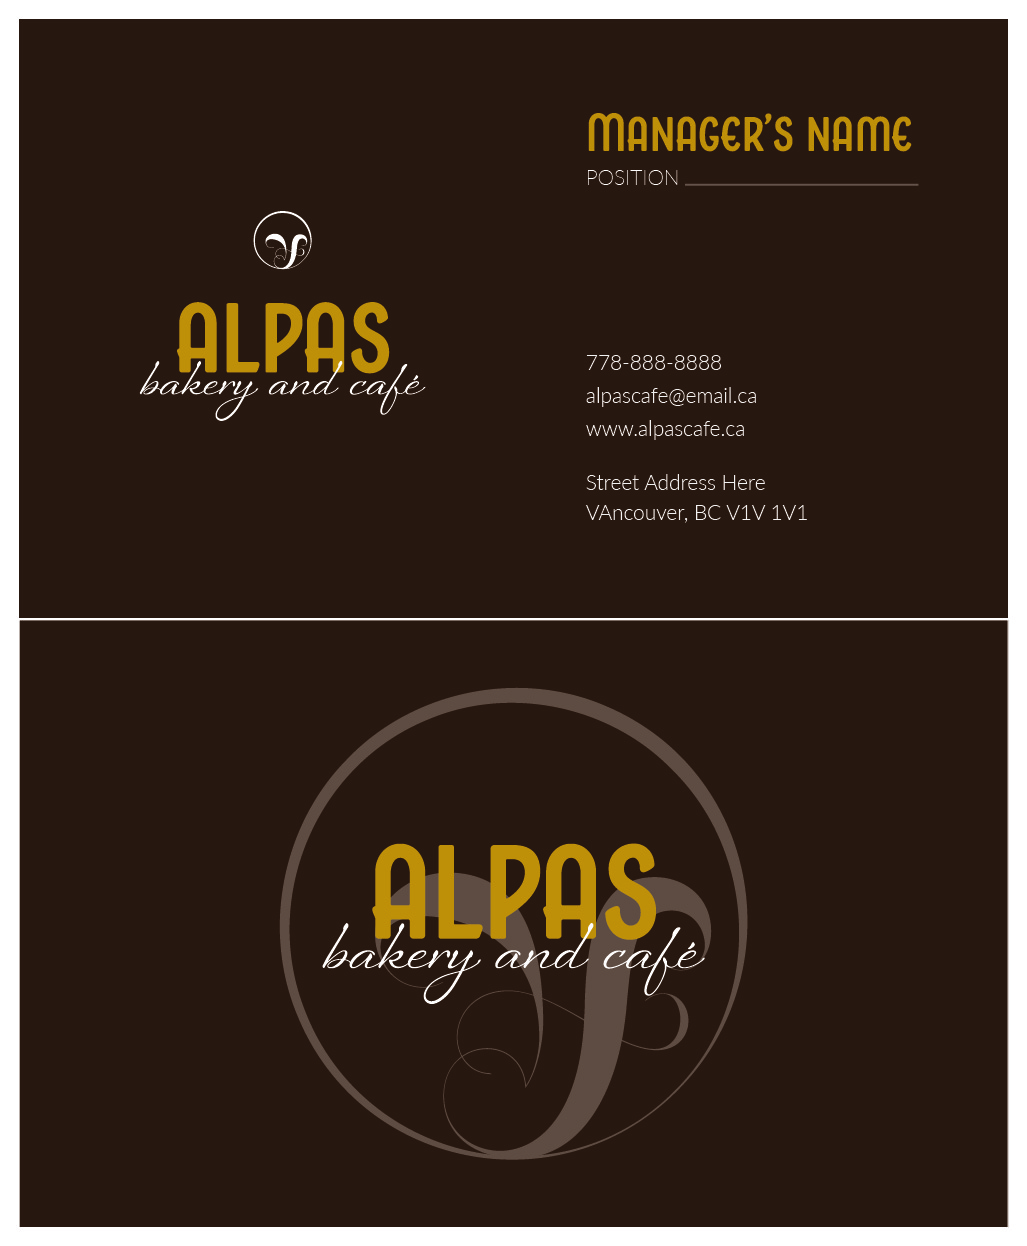 MANAGER'S NAME
POSITION
ALPAS
bakery and café
778-888-8888
alpascafe@email.ca
www.alpascafe.ca
Street Address Here
VAncouver, BC V1V 1V1
ALPAS
bakery and café